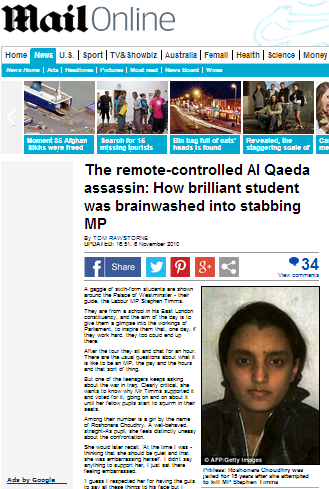 Mail Online
Home News U.S. Sport TV&Showbiz Australia Femail Health Science Money
News Home Arts Headlines Pictures Most read News Board Wires
Moment 35 Afghan Sikhs were freed
Search for 16 missing tourists
Bin bag full of cats' heads is found
Revealed, the staggering scale of
The remote-controlled Al Qaeda
assassin: How brilliant student
was brainwashed into stabbing
MP
By TOM RAWSTORNE
UPDATED: 16:51, 6 November 2010
Share
34
View comments
A gaggle of sixth-form students are shown
around the Palace of Westminster - their
guide, the Labour MP Stephen Timms.
They are from a school in his East London
constituency, and the aim of the day is to
give them a glimpse into the workings of
Parliament, to inspire them that, one day, if
they work hard, they too could end up
there.
After the tour they sit and chat for an hour.
There are the usual questions about what it
is like to be an MP, the pay and the hours
and that sort of thing.
But one of the teenagers keeps asking
about the war in Iraq. Clearly critical, she
wants to know why Mr Timms supported it
and voted for it, going on and on about it
until her fellow pupils start to squirm in their
seats.
Among their number is a girl by the name
of Roshonara Choudhry. A well-behaved,
straight-As pupil, she feels distinctly uneasy
about the confrontation.
She would later recall: 'At the time I was -
thinking that she should be quiet and that
she was embarrassing herself. I didn't say
anything to support her, I just sat there
feeling embarrassed.
'I guess I respected her for having the guts
to say all these things to his face but I
© AFP/Getty Images
Pitiless: Roshonara Choudhry was
jailed for 15 years after she attempted
to kill MP Stephen Timms
Ads by Google